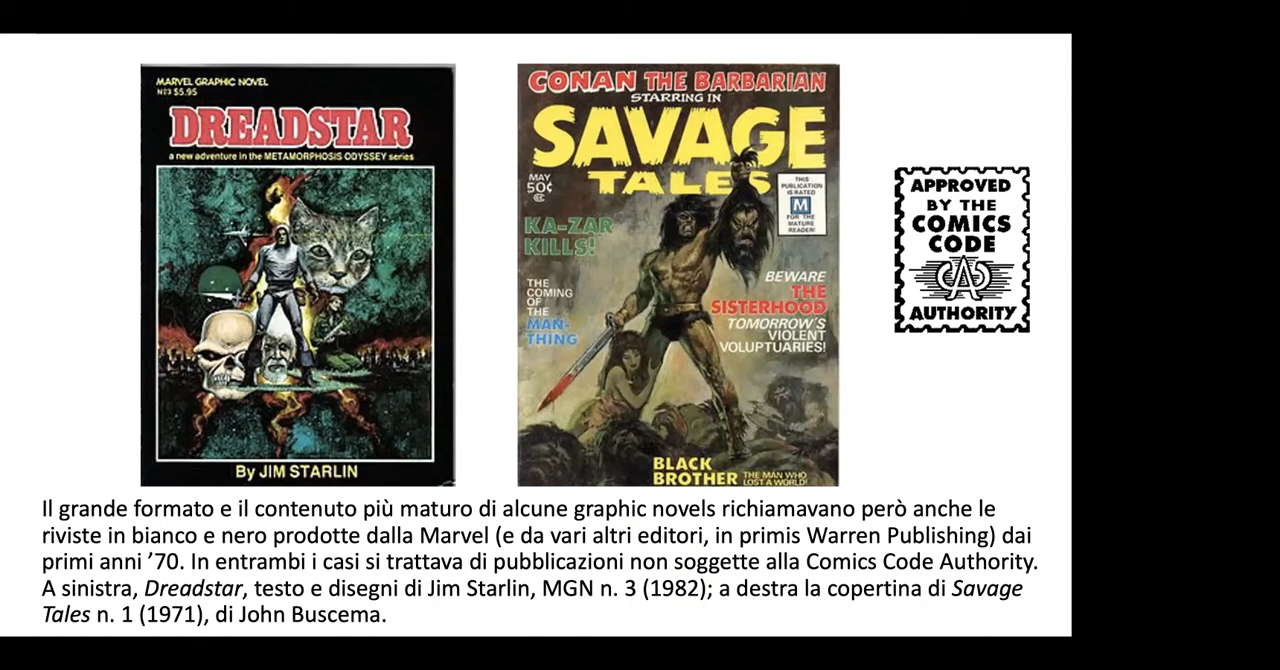 MARVEL GRAPHIC NOVEL
Nº3 $5.95
DREADSTAR
a new adventure in the METAMORPHOSIS ODYSSEY series
By JIM STARLIN
CONAN THE BARBARIAN
STARRING IN
SAVAGE
TALES
MAY
50¢
THIS
PUBLICATION
IS RATED
M
FOR THE
MATURE
READER!
KA-ZAR
KILLS!
THE
COMING
OF
THE
MAN-
THING
BEWARE
THE
SISTERHOOD
TOMORROW'S
VIOLENT
VOLUPTUARIES!
BLACK
BROTHER
THE MAN WHO
LOST A WORLD!
APPROVED
BY THE
COMICS
CODE
CA
AUTHORITY
Il grande formato e il contenuto più maturo di alcune graphic novels richiamavano però anche le
riviste in bianco e nero prodotte dalla Marvel (e da vari altri editori, in primis Warren Publishing) dai
primi anni ’70. In entrambi i casi si trattava di pubblicazioni non soggette alla Comics Code Authority.
A sinistra, Dreadstar, testo e disegni di Jim Starlin, MGN n. 3 (1982); a destra la copertina di Savage
Tales n. 1 (1971), di John Buscema.